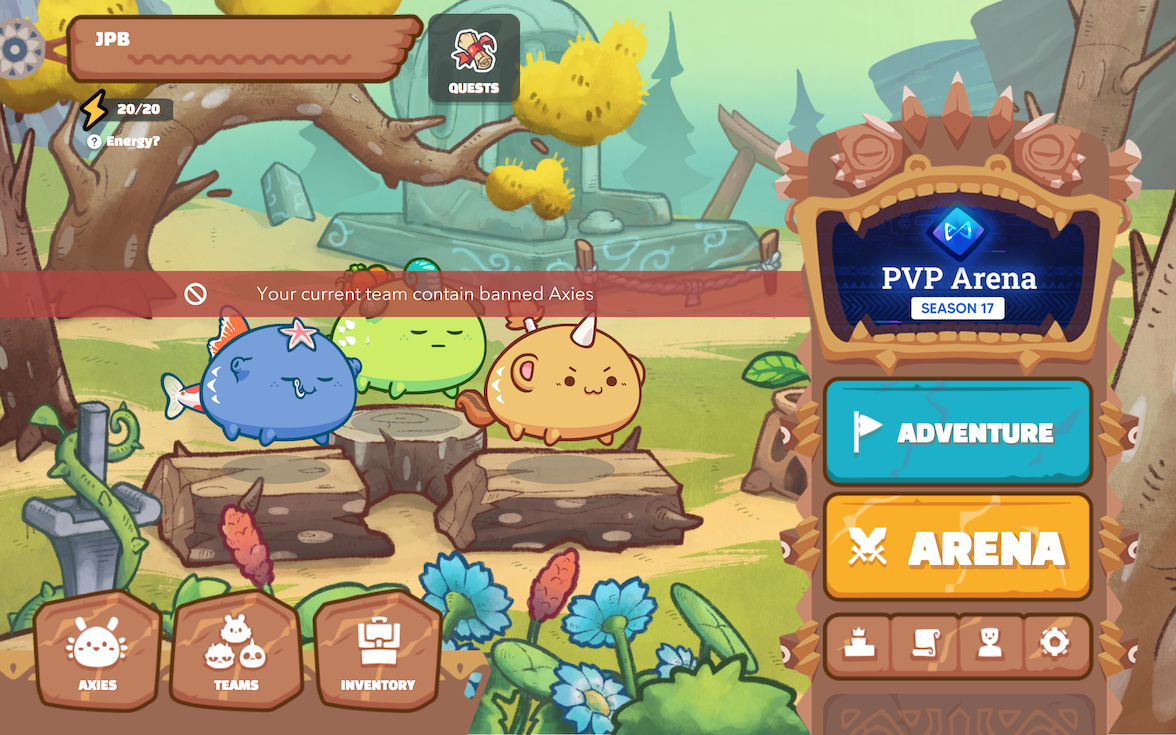 JPB
QUESTS
20/20
? Energy?
Your current team contain banned Axies
PVP Arena
SEASON 17
ADVENTURE
ARENA
AXIES
TEAMS
INVENTORY